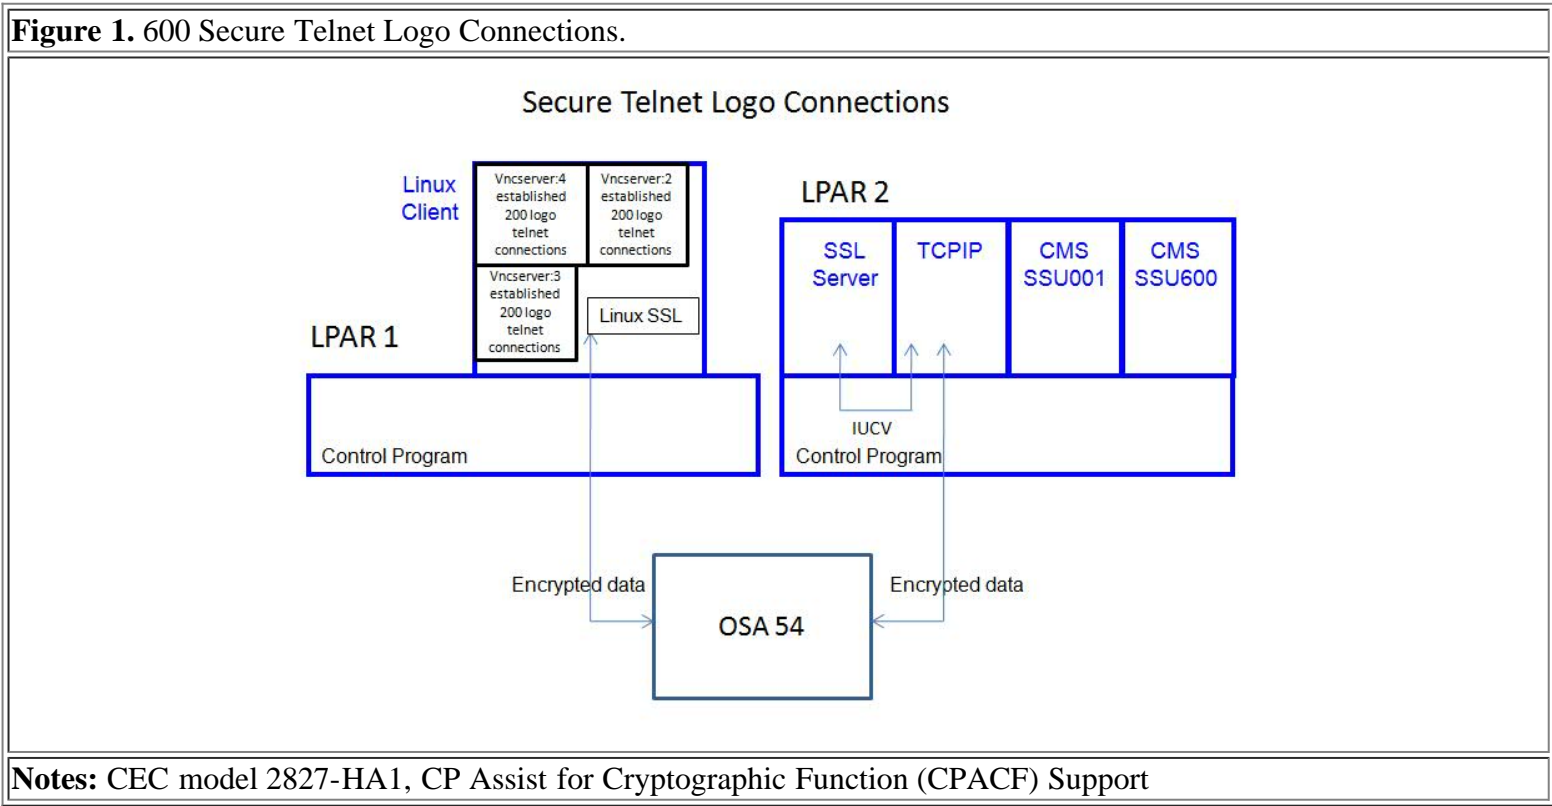 Figure 1. 600 Secure Telnet Logo Connections.
Secure Telnet Logo Connections
Linux
Client
Vncserver:4
established
200 logo
telnet
connections
Vncserver:2
established
200 logo
telnet
connections
Vncserver:3
established
200 logo
telnet
connections
Linux SSL
LPAR 1
Control Program
LPAR 2
SSL
Server
TCPIP
CMS
SSU001
CMS
SSU600
IUCV
Control Program
Encrypted data
Encrypted data
OSA 54
Notes: CEC model 2827-HA1, CP Assist for Cryptographic Function (CPACF) Support